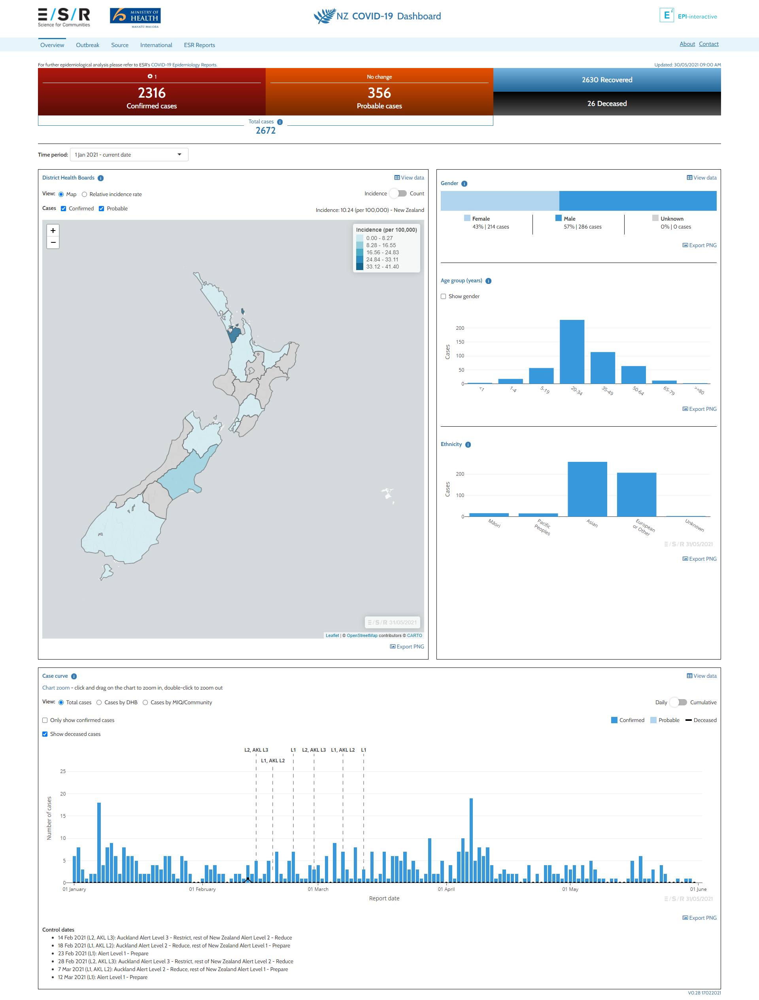 E/S/R
Science for Communities
MINISTRY OF
HEALTH
MANATŪ HAUORA
NZ COVID-19 Dashboard
Ei EPI-interactive
Overview Outbreak Source International ESR Reports
About Contact
For further epidemiological analysis please refer to ESR's COVID-19 Epidemiology Reports.
Updated: 30/05/2021 09:00 AM
1
2316
Confirmed cases
No change
356
Probable cases
2630 Recovered
26 Deceased
Total cases i
2672
Time period: 1 Jan 2021 - current date
District Health Boards i
View data
View: Map Relative incidence rate
Incidence Count
Cases Confirmed Probable
Incidence: 10.24 (per 100,000) - New Zealand
+
−
Incidence (per 100,000)
0.00 - 8.27
8.28 - 16.55
16.56 - 24.83
24.84 - 33.11
33.12 - 41.40
E/S/R 31/05/2021
Leaflet | © OpenStreetMap contributors © CARTO
Export PNG
View data
Gender i
Female
43% | 214 cases
Male
57% | 286 cases
Unknown
0% | 0 cases
Export PNG
Age group (years) i
Show gender
Cases
200
150
100
50
0
<1 1-4 5-19 20-34 35-49 50-64 65-79 >=80
Export PNG
Ethnicity i
Cases
200
100
0
Māori
Pacific
Peoples
Asian
European
or Other
Unknown
E/S/R 31/05/2021
Export PNG
Case curve i
View data
Chart zoom - click and drag on the chart to zoom in, double-click to zoom out
View: Total cases Cases by DHB Cases by MIQ/Community
Daily Cumulative
Only show confirmed cases
Confirmed Probable Deceased
Show deceased cases
L2, AKL L3 L1 L2, AKL L3 L1, AKL L2 L1
L1, AKL L2
Number of cases
25
20
15
10
5
0
01 January 01 February 01 March 01 April 01 May 01 June
Report date
E/S/R 31/05/2021
Export PNG
Control dates
• 14 Feb 2021 (L2, AKL L3): Auckland Alert Level 3 - Restrict, rest of New Zealand Alert Level 2 - Reduce
• 18 Feb 2021 (L1, AKL L2): Auckland Alert Level 2 - Reduce, rest of New Zealand Alert Level 1 - Prepare
• 23 Feb 2021 (L1): Alert Level 1 - Prepare
• 28 Feb 2021 (L2, AKL L3): Auckland Alert Level 3 - Restrict, rest of New Zealand Alert Level 2 - Reduce
• 7 Mar 2021 (L1, AKL L2): Auckland Alert Level 2 - Reduce, rest of New Zealand Alert Level 1 - Prepare
• 12 Mar 2021 (L1): Alert Level 1 - Prepare
V0.28 17022021